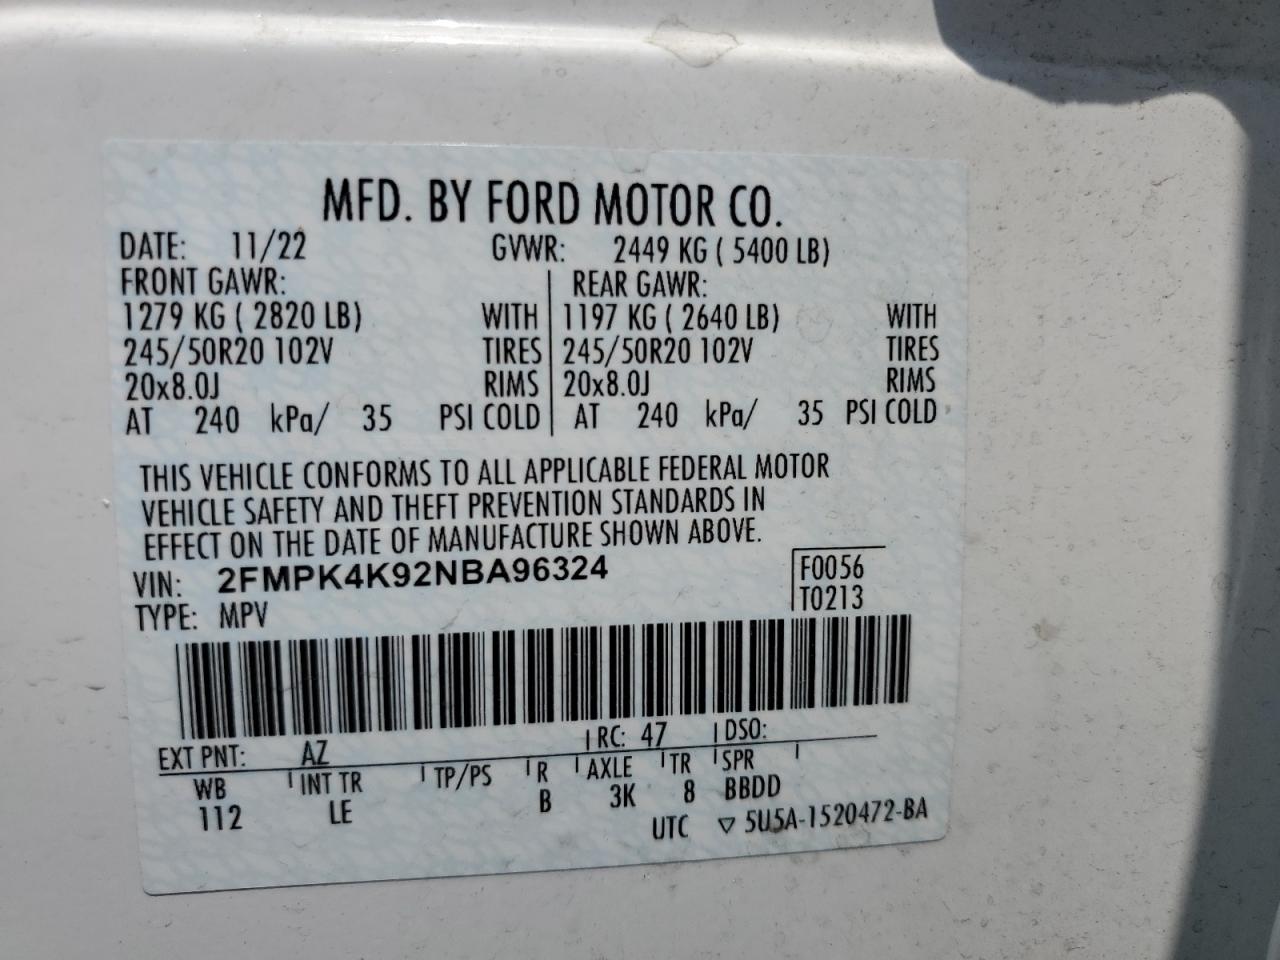 MFD. BY FORD MOTOR CO.
DATE: 11/22 GVWR: 2449 KG ( 5400 LB)
FRONT GAWR: REAR GAWR:
1279 KG ( 2820 LB) WITH 1197 KG ( 2640 LB) WITH
245/50R20 102V TIRES 245/50R20 102V TIRES
20x8.0J RIMS 20x8.0J RIMS
AT 240 kPa/ 35 PSI COLD AT 240 kPa/ 35 PSI COLD
THIS VEHICLE CONFORMS TO ALL APPLICABLE FEDERAL MOTOR
VEHICLE SAFETY AND THEFT PREVENTION STANDARDS IN
EFFECT ON THE DATE OF MANUFACTURE SHOWN ABOVE.
VIN: 2FMPK4K92NBA96324 F0056
TYPE: MPV T0213
EXT PNT: AZ RC: 47 DSO:
WB INT TR TP/PS R AXLE TR SPR
112 LE B 3K 8 BBDD
UTC ▽ 5U5A-1520472-BA